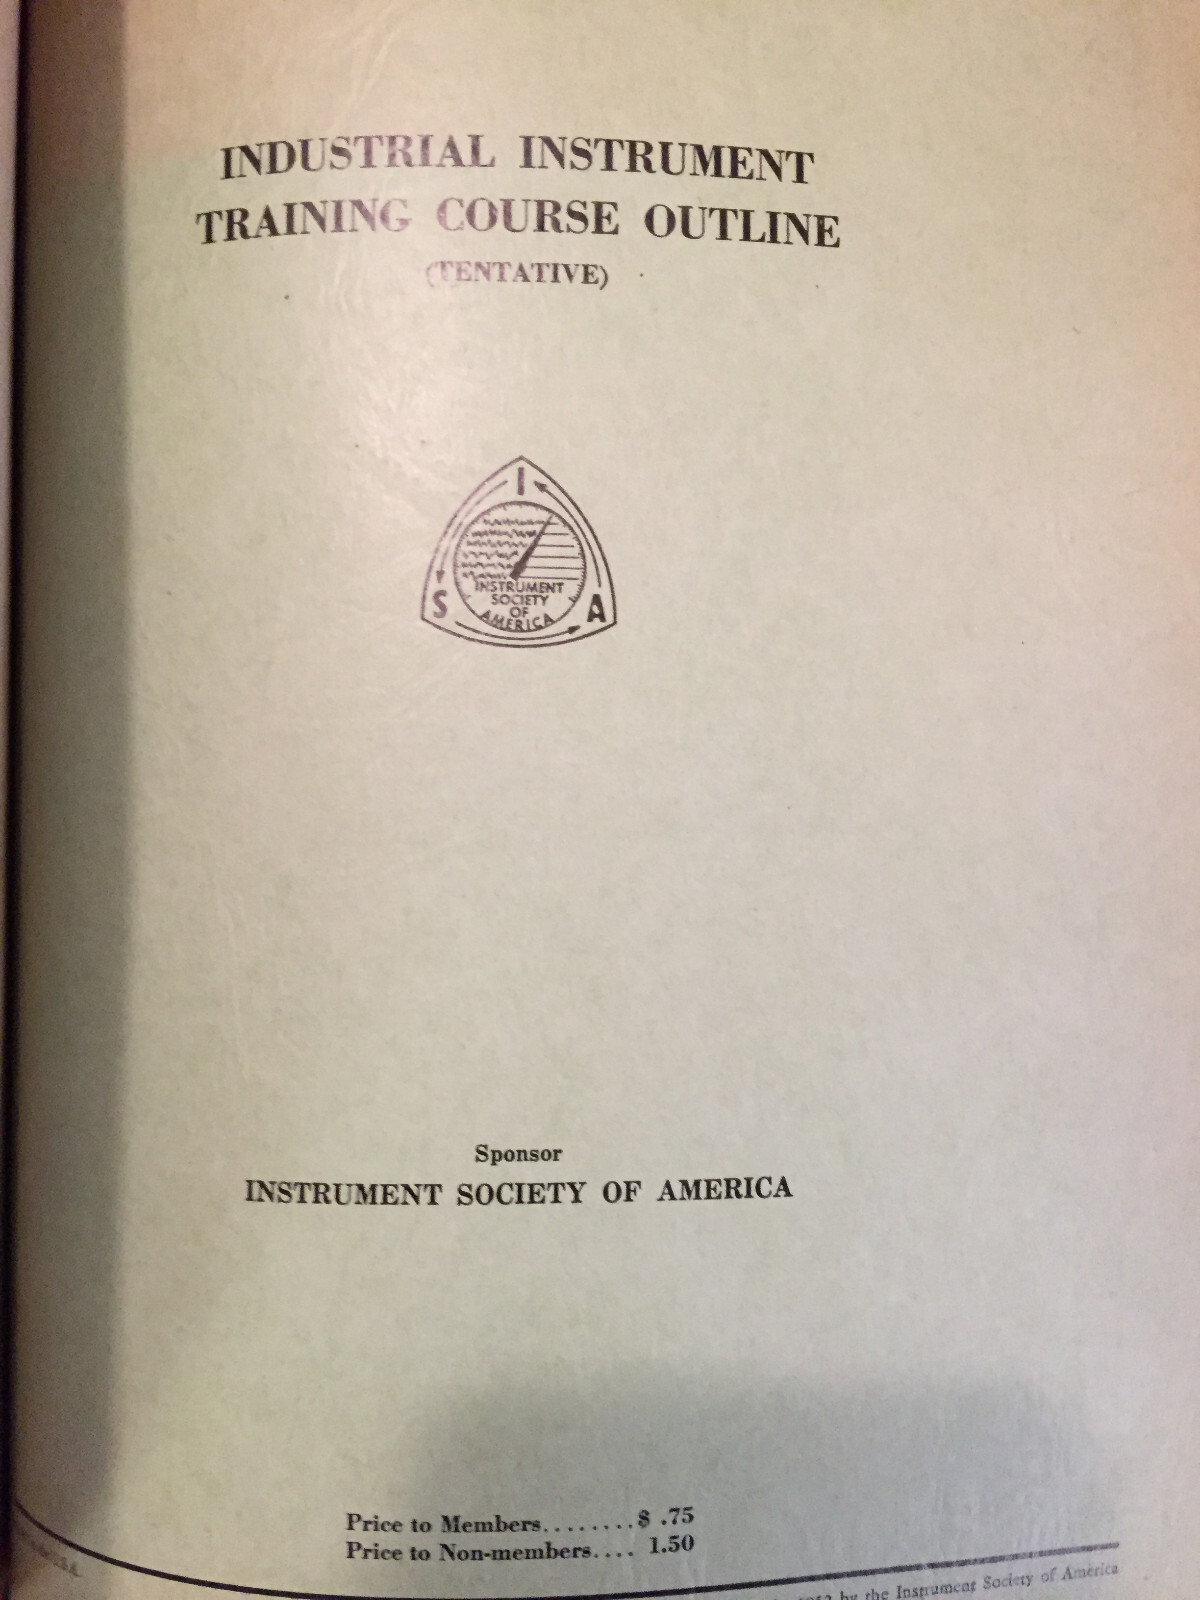 INDUSTRIAL INSTRUMENT
TRAINING COURSE OUTLINE
(TENTATIVE)
I
S
A
INSTRUMENT
SOCIETY
OF
AMERICA
Sponsor
INSTRUMENT SOCIETY OF AMERICA
Price to Members........$ .75
Price to Non-members.... 1.50
by the Instrument Society of America